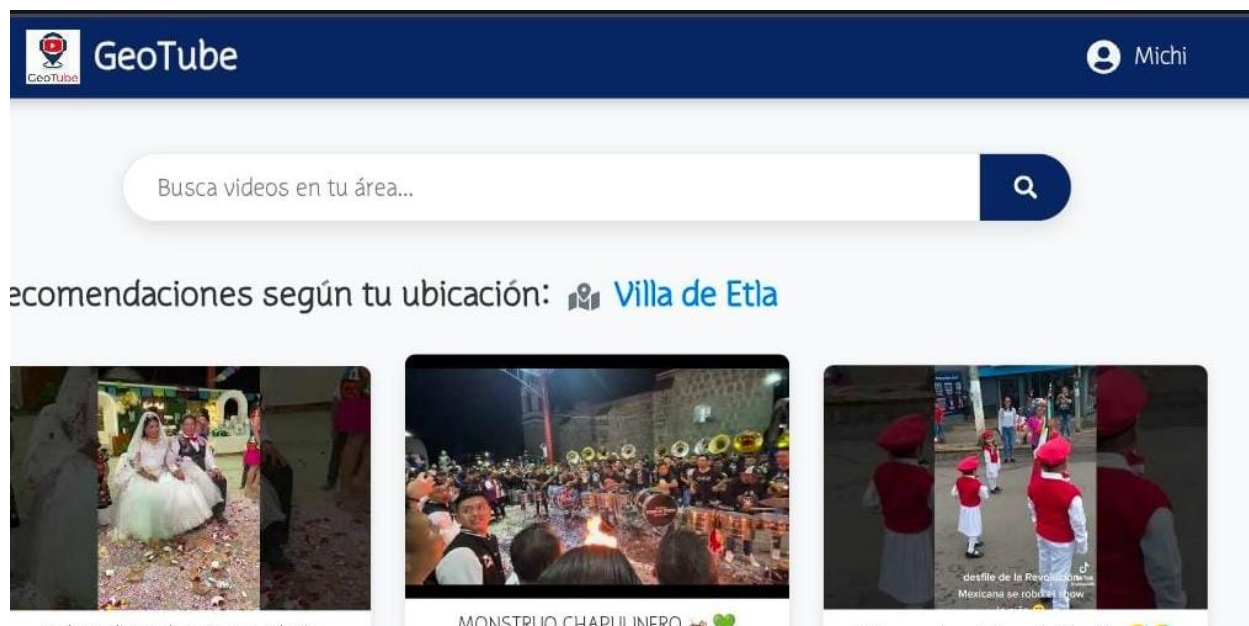 GeoTube
GeoTube
Michi
Busca videos en tu área...
ecomendaciones según tu ubicación:
Villa de Etla
desfile de la Revolución
Mexicana se robó el show
MONSTRUO CHAPULINERO 🦗 💚